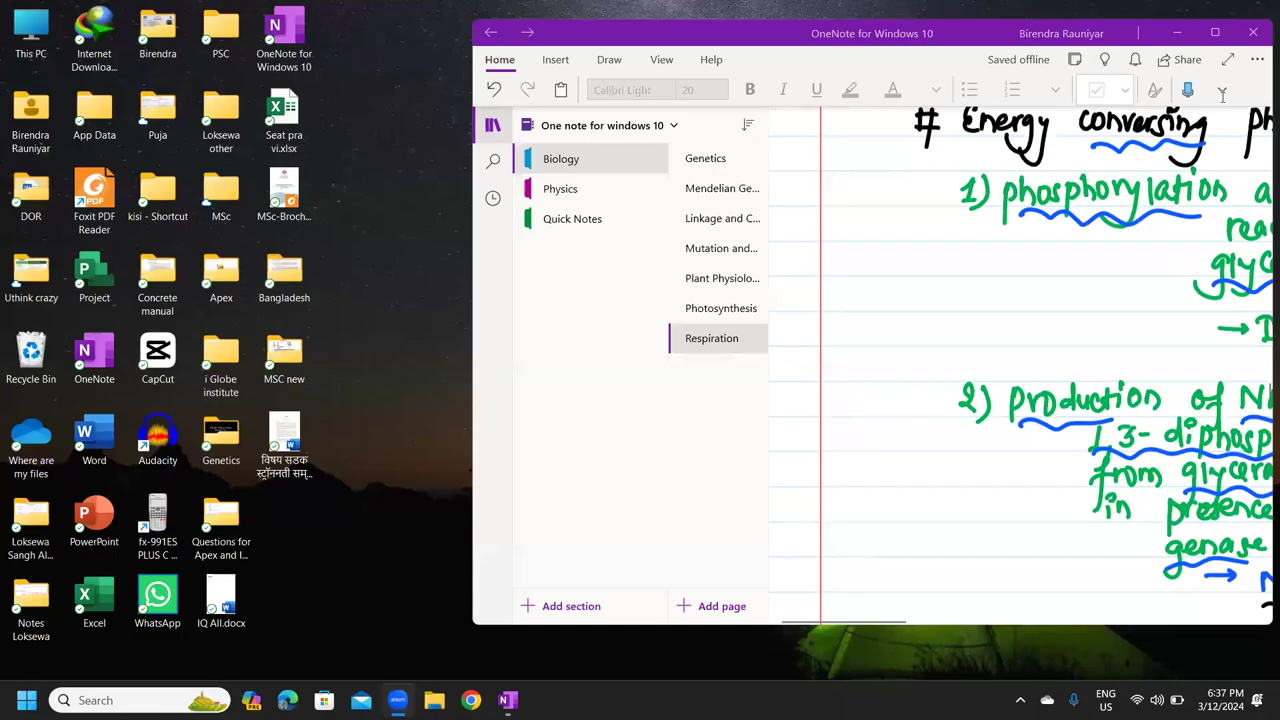 This PC
Internet Downloa...
Birendra
PSC
OneNote for Windows 10
Birendra Rauniyar
App Data
Puja
Loksewa other
Seat pra vi.xlsx
DOR
Foxit PDF Reader
kisi - Shortcut
MSc
MSc-Broch...
Uthink crazy
Project
Concrete manual
Apex
Bangladesh
Recycle Bin
OneNote
CapCut
i Globe institute
MSC new
Where are my files
Word
Audacity
Genetics
विषय सडक स्ट्रॉननती सम्...
Loksewa Sangh Al...
PowerPoint
fx-991ES PLUS C ...
Questions for Apex and I...
Notes Loksewa
Excel
WhatsApp
IQ All.docx
OneNote for Windows 10
Birendra Rauniyar
Home Insert Draw View Help
Saved offline
Share
Calibri Light 20
B I U A
One note for windows 10
Biology
Physics
Quick Notes
Genetics
Mendelian Ge...
Linkage and C...
Mutation and...
Plant Physiolo...
Photosynthesis
Respiration
Add section
Add page
# Energy conversing ph
1) phosphorylation a
rea
glyc
→ I
2) production of N
1,3- diphosp
from glycera
in presence
genase
→ N
Search
PRE
zoom
ENG US
6:37 PM
3/12/2024